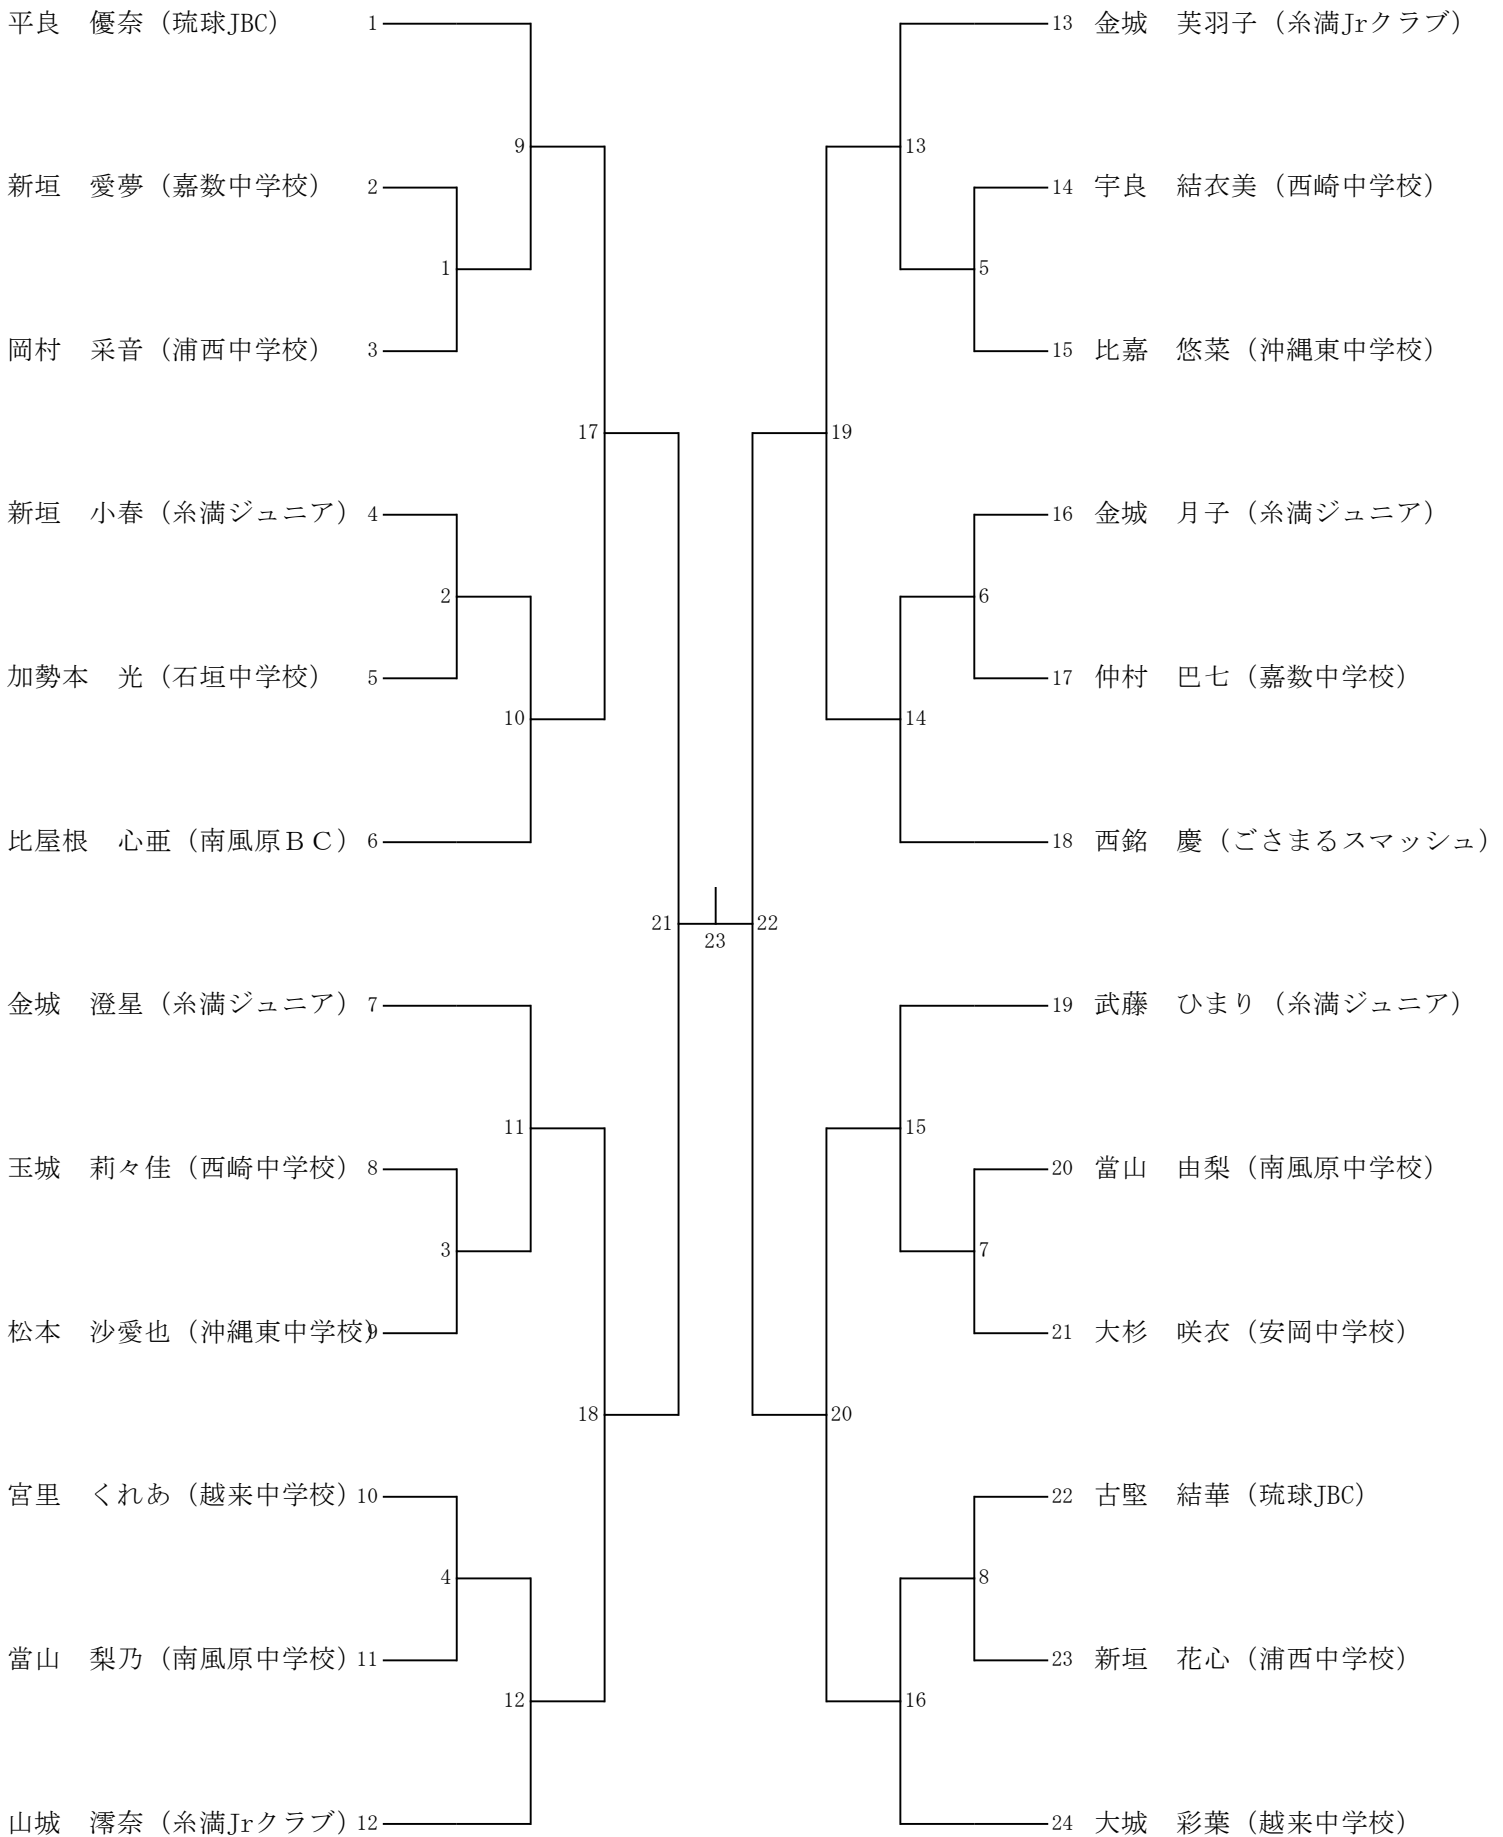 平良　優奈（琉球JBC） 1
9
新垣　愛夢（嘉数中学校） 2
1
岡村　采音（浦西中学校） 3
17
新垣　小春（糸満ジュニア） 4
2
加勢本　光（石垣中学校） 5
10
比屋根　心亜（南風原ＢＣ） 6
21
23
金城　澄星（糸満ジュニア） 7
11
玉城　莉々佳（西崎中学校） 8
3
松本　沙愛也（沖縄東中学校） 9
18
宮里　くれあ（越来中学校） 10
4
當山　梨乃（南風原中学校） 11
12
山城　澪奈（糸満Jrクラブ） 12
13 金城　芙羽子（糸満Jrクラブ）
13
14 宇良　結衣美（西崎中学校）
5
15 比嘉　悠菜（沖縄東中学校）
19
16 金城　月子（糸満ジュニア）
6
17 仲村　巴七（嘉数中学校）
14
18 西銘　慶（ごさまるスマッシュ）
22
19 武藤　ひまり（糸満ジュニア）
15
20 當山　由梨（南風原中学校）
7
21 大杉　咲衣（安岡中学校）
20
22 古堅　結華（琉球JBC）
8
23 新垣　花心（浦西中学校）
16
24 大城　彩葉（越来中学校）